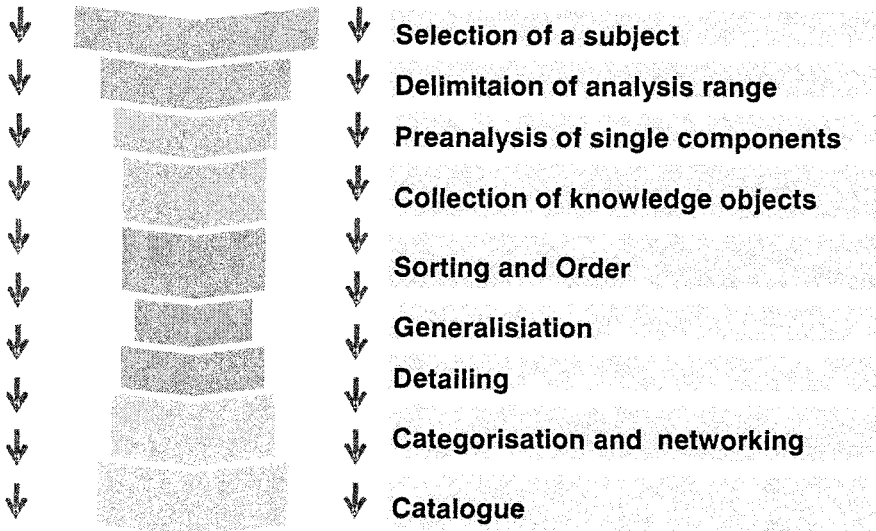 Selection of a subject
Delimitaion of analysis range
Preanalysis of single components
Collection of knowledge objects
Sorting and Order
Generalisiation
Detailing
Categorisation and networking
Catalogue